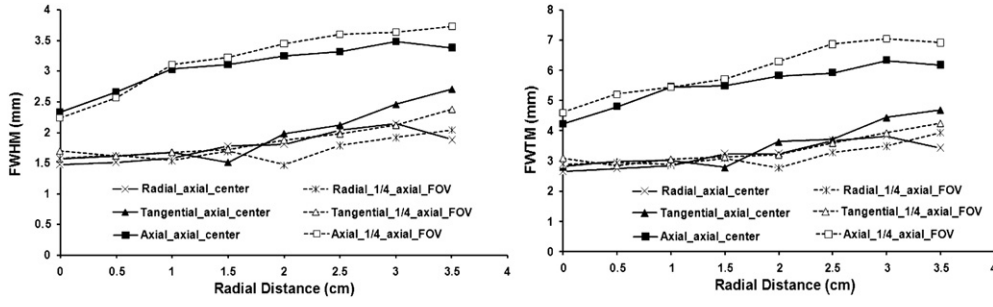 FWHM (mm)
4
3.5
3
2.5
2
1.5
1
0.5
0
Radial_axial_center
Radial_1/4_axial_FOV
Tangential_axial_center
Tangential_1/4_axial_FOV
Axial_axial_center
Axial_1/4_axial_FOV
0 0.5 1 1.5 2 2.5 3 3.5 4
Radial Distance (cm)
FWTM (mm)
8
7
6
5
4
3
2
1
0
Radial_axial_center
Radial_1/4_axial_FOV
Tangential_axial_center
Tangential_1/4_axial_FOV
Axial_axial_center
Axial_1/4_axial_FOV
0 0.5 1 1.5 2 2.5 3 3.5 4
Radial Distance (cm)